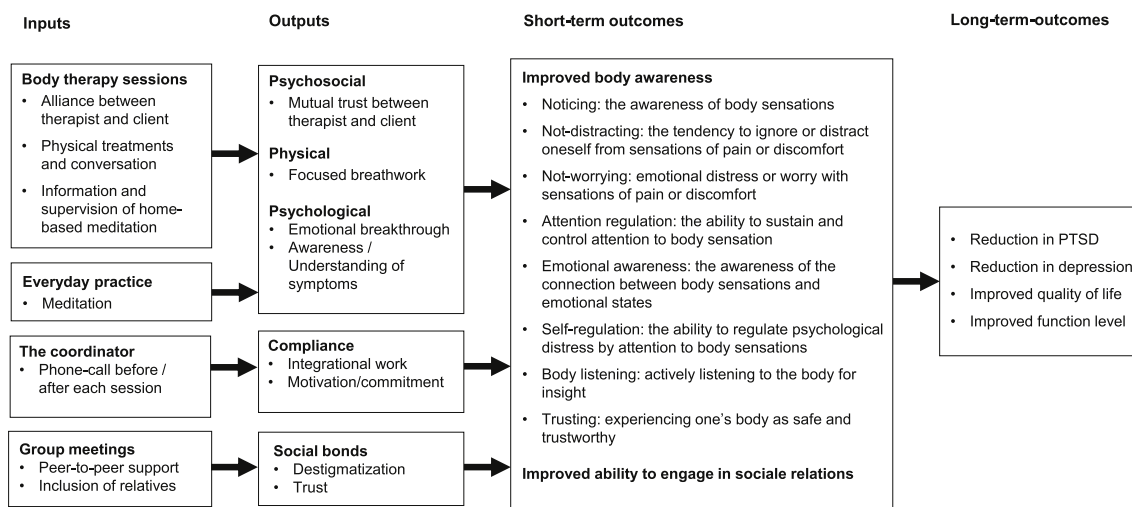 Inputs
Outputs
Short-term outcomes
Long-term-outcomes
Body therapy sessions
• Alliance between
therapist and client
• Physical treatments
and conversation
• Information and
supervision of home-
based meditation
Everyday practice
• Meditation
The coordinator
• Phone-call before /
after each session
Group meetings
• Peer-to-peer support
• Inclusion of relatives
Psychosocial
• Mutual trust between
therapist and client
Physical
• Focused breathwork
Psychological
• Emotional breakthrough
• Awareness /
Understanding of
symptoms
Compliance
• Integrational work
• Motivation/commitment
Social bonds
• Destigmatization
• Trust
Improved body awareness
• Noticing: the awareness of body sensations
• Not-distracting: the tendency to ignore or distract
oneself from sensations of pain or discomfort
• Not-worrying: emotional distress or worry with
sensations of pain or discomfort
• Attention regulation: the ability to sustain and
control attention to body sensation
• Emotional awareness: the awareness of the
connection between body sensations and
emotional states
• Self-regulation: the ability to regulate psychological
distress by attention to body sensations
• Body listening: actively listening to the body for
insight
• Trusting: experiencing one's body as safe and
trustworthy
Improved ability to engage in sociale relations
• Reduction in PTSD
• Reduction in depression
• Improved quality of life
• Improved function level